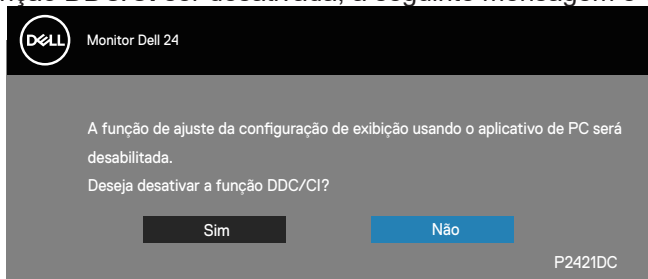 DELL
Monitor Dell 24
A função de ajuste da configuração de exibição usando o aplicativo de PC será
desabilitada.
Deseja desativar a função DDC/CI?
Sim Não
P2421DC